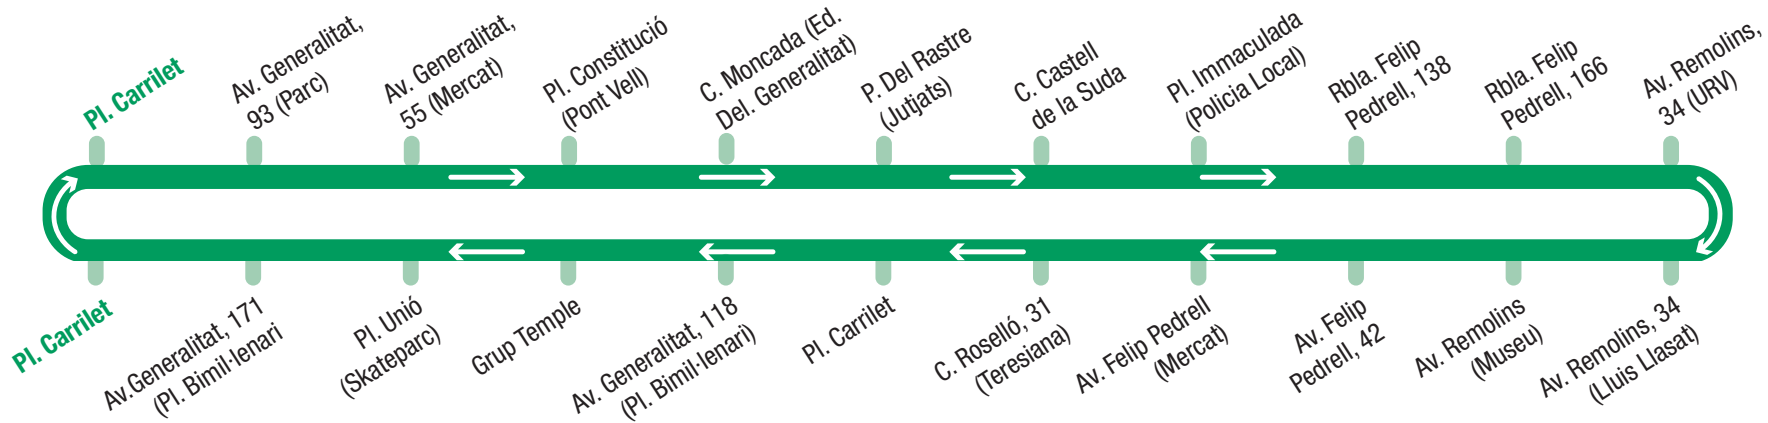 Pl. Carrilet
Av. Generalitat,
93 (Parc)
Av. Generalitat,
55 (Mercat)
Pl. Constitució
(Pont Vell)
C. Moncada (Ed.
Del. Generalitat)
P. Del Rastre
(Jutjats)
C. Castell
de la Suda
Pl. Immaculada
(Policia Local)
Rbla. Felip
Pedrell, 138
Rbla. Felip
Pedrell, 166
Av. Remolins,
34 (URV)
Pl. Carrilet
Av.Generalitat, 171
(Pl. Bimil·lenari
Pl. Unió
(Skateparc)
Grup Temple
Av. Generalitat, 118
(Pl. Bimil·lenari)
Pl. Carrilet
C. Roselló, 31
(Teresiana)
Av. Felip Pedrell
(Mercat)
Av. Felip
Pedrell, 42
Av. Remolins
(Museu)
Av. Remolins, 34
(Lluis Llasat)